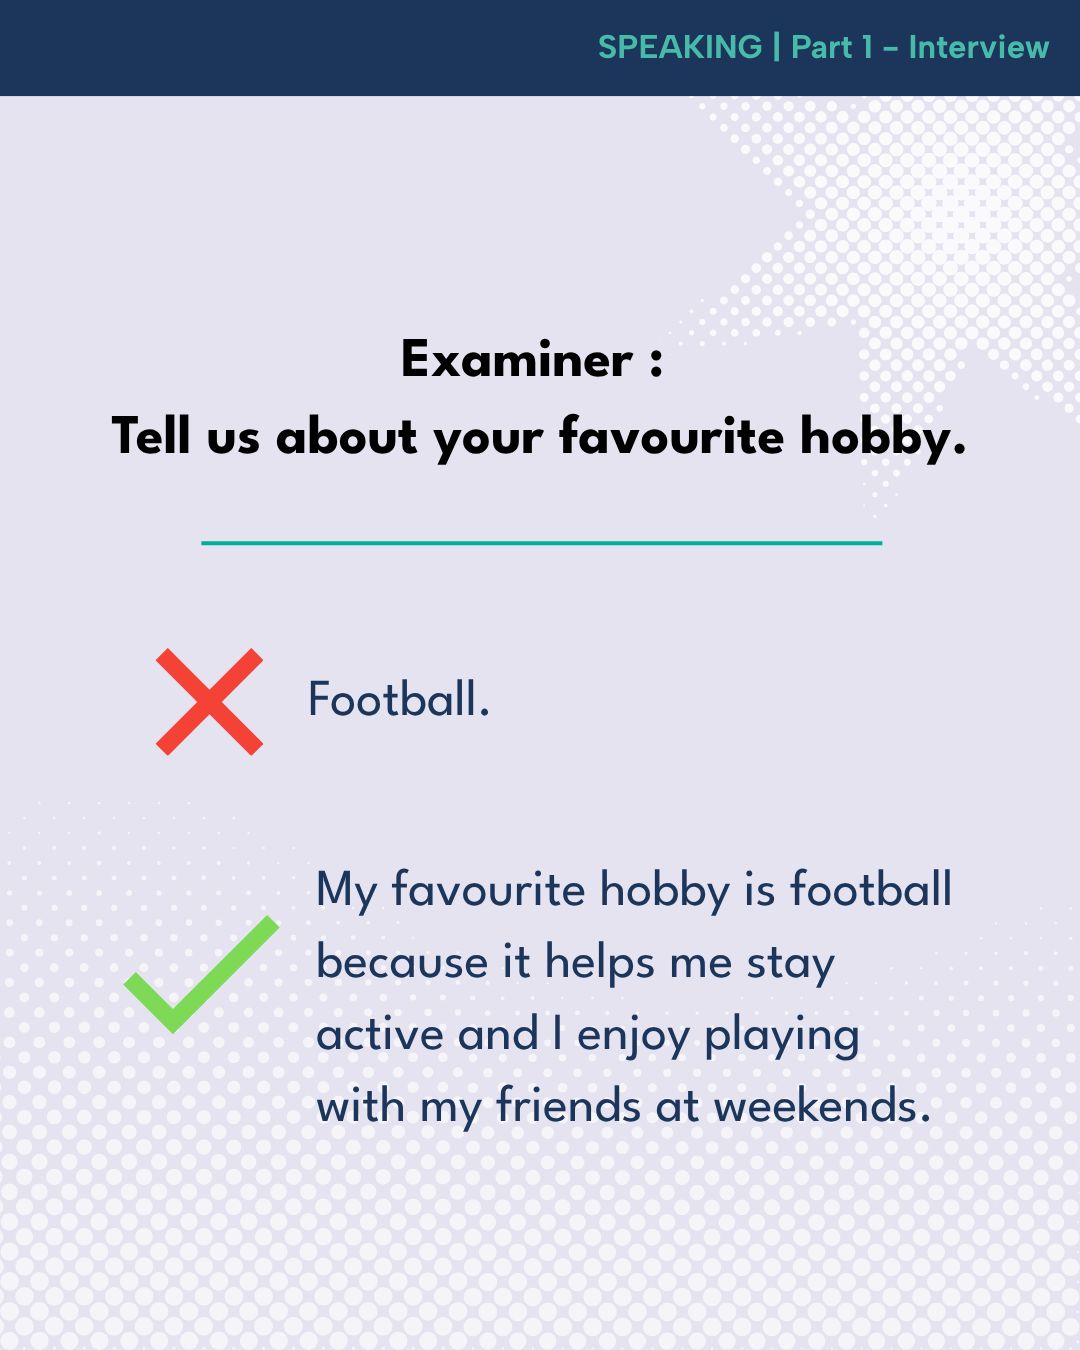 SPEAKING | Part 1 – Interview
Examiner :
Tell us about your favourite hobby.
Football.
My favourite hobby is football
because it helps me stay
active and I enjoy playing
with my friends at weekends.